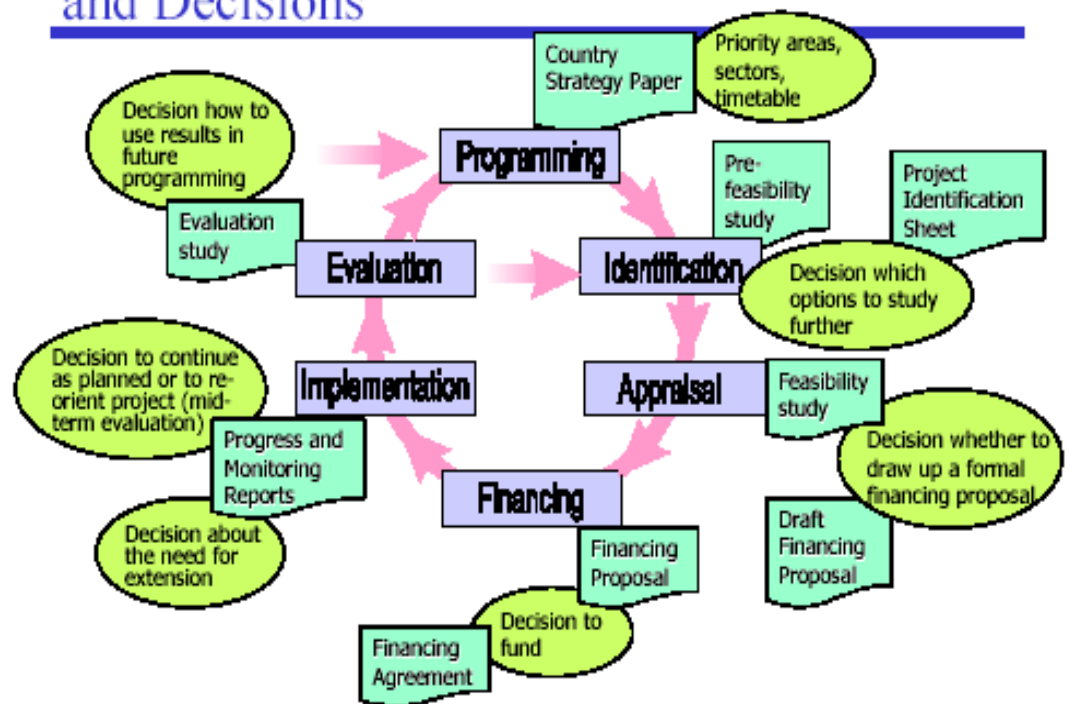 and Decisions
Country
Strategy Paper
Priority areas,
sectors,
timetable
Decision how to
use results in
future
programming
Programming
Pre-
feasibility
study
Project
Identification
Sheet
Evaluation
study
Evaluation
Identification
Decision which
options to study
further
Decision to continue
as planned or to re-
orient project (mid-
term evaluation)
Implementation
Appraisal
Feasibility
study
Progress and
Monitoring
Reports
Decision whether to
draw up a formal
financing proposal
Financing
Decision about
the need for
extension
Financing
Proposal
Draft
Financing
Proposal
Decision to
fund
Financing
Agreement